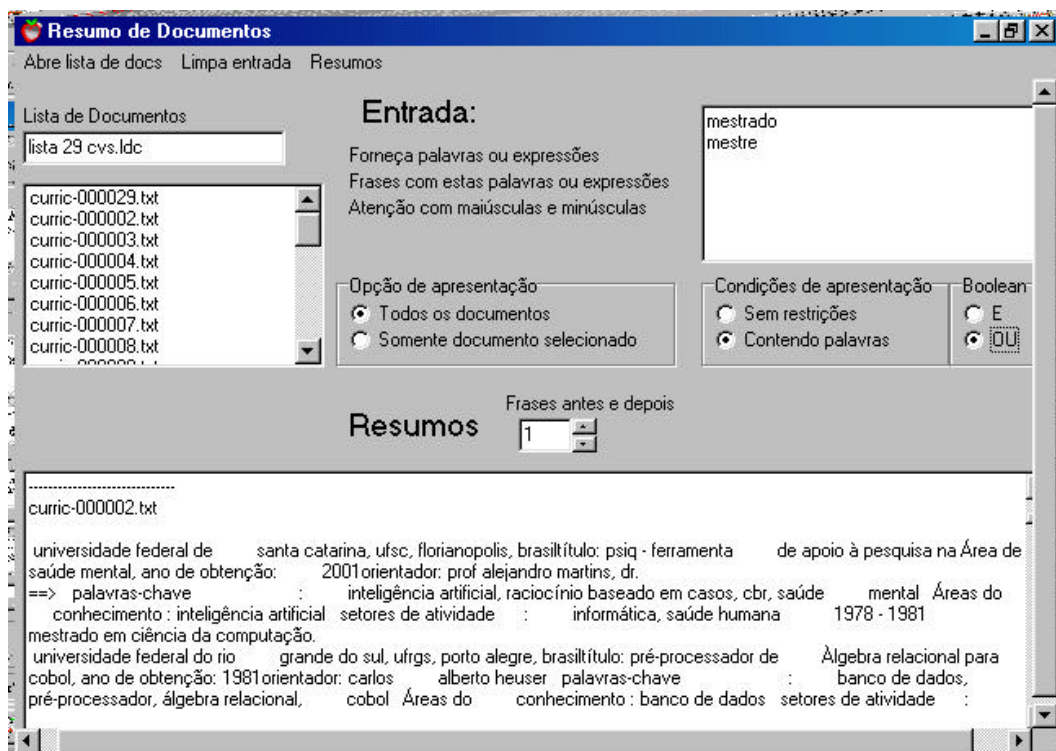 Resumo de Documentos
Abre lista de docs Limpa entrada Resumos
Lista de Documentos
lista 29 cvs.ldc
curric-000029.txt
curric-000002.txt
curric-000003.txt
curric-000004.txt
curric-000005.txt
curric-000006.txt
curric-000007.txt
curric-000008.txt
Entrada:
Forneça palavras ou expressões
Frases com estas palavras ou expressões
Atenção com maiúsculas e minúsculas
mestrado
mestre
Opção de apresentação
Todos os documentos
Somente documento selecionado
Condições de apresentação
Sem restrições
Contendo palavras
Boolean
E
OU
Resumos
Frases antes e depois
1
----------------------------
curric-000002.txt
universidade federal de santa catarina, ufsc, florianopolis, brasiltítulo: psiq - ferramenta de apoio à pesquisa na Área de
saúde mental, ano de obtenção: 2001orientador: prof alejandro martins, dr.
==> palavras-chave : inteligência artificial, raciocínio baseado em casos, cbr, saúde mental Áreas do
conhecimento : inteligência artificial setores de atividade : informática, saúde humana 1978 - 1981
mestrado em ciência da computação.
universidade federal do rio grande do sul, ufrgs, porto alegre, brasiltítulo: pré-processador de Álgebra relacional para
cobol, ano de obtenção: 1981orientador: carlos alberto heuser palavras-chave : banco de dados,
pré-processador, álgebra relacional, cobol Áreas do conhecimento : banco de dados setores de atividade :